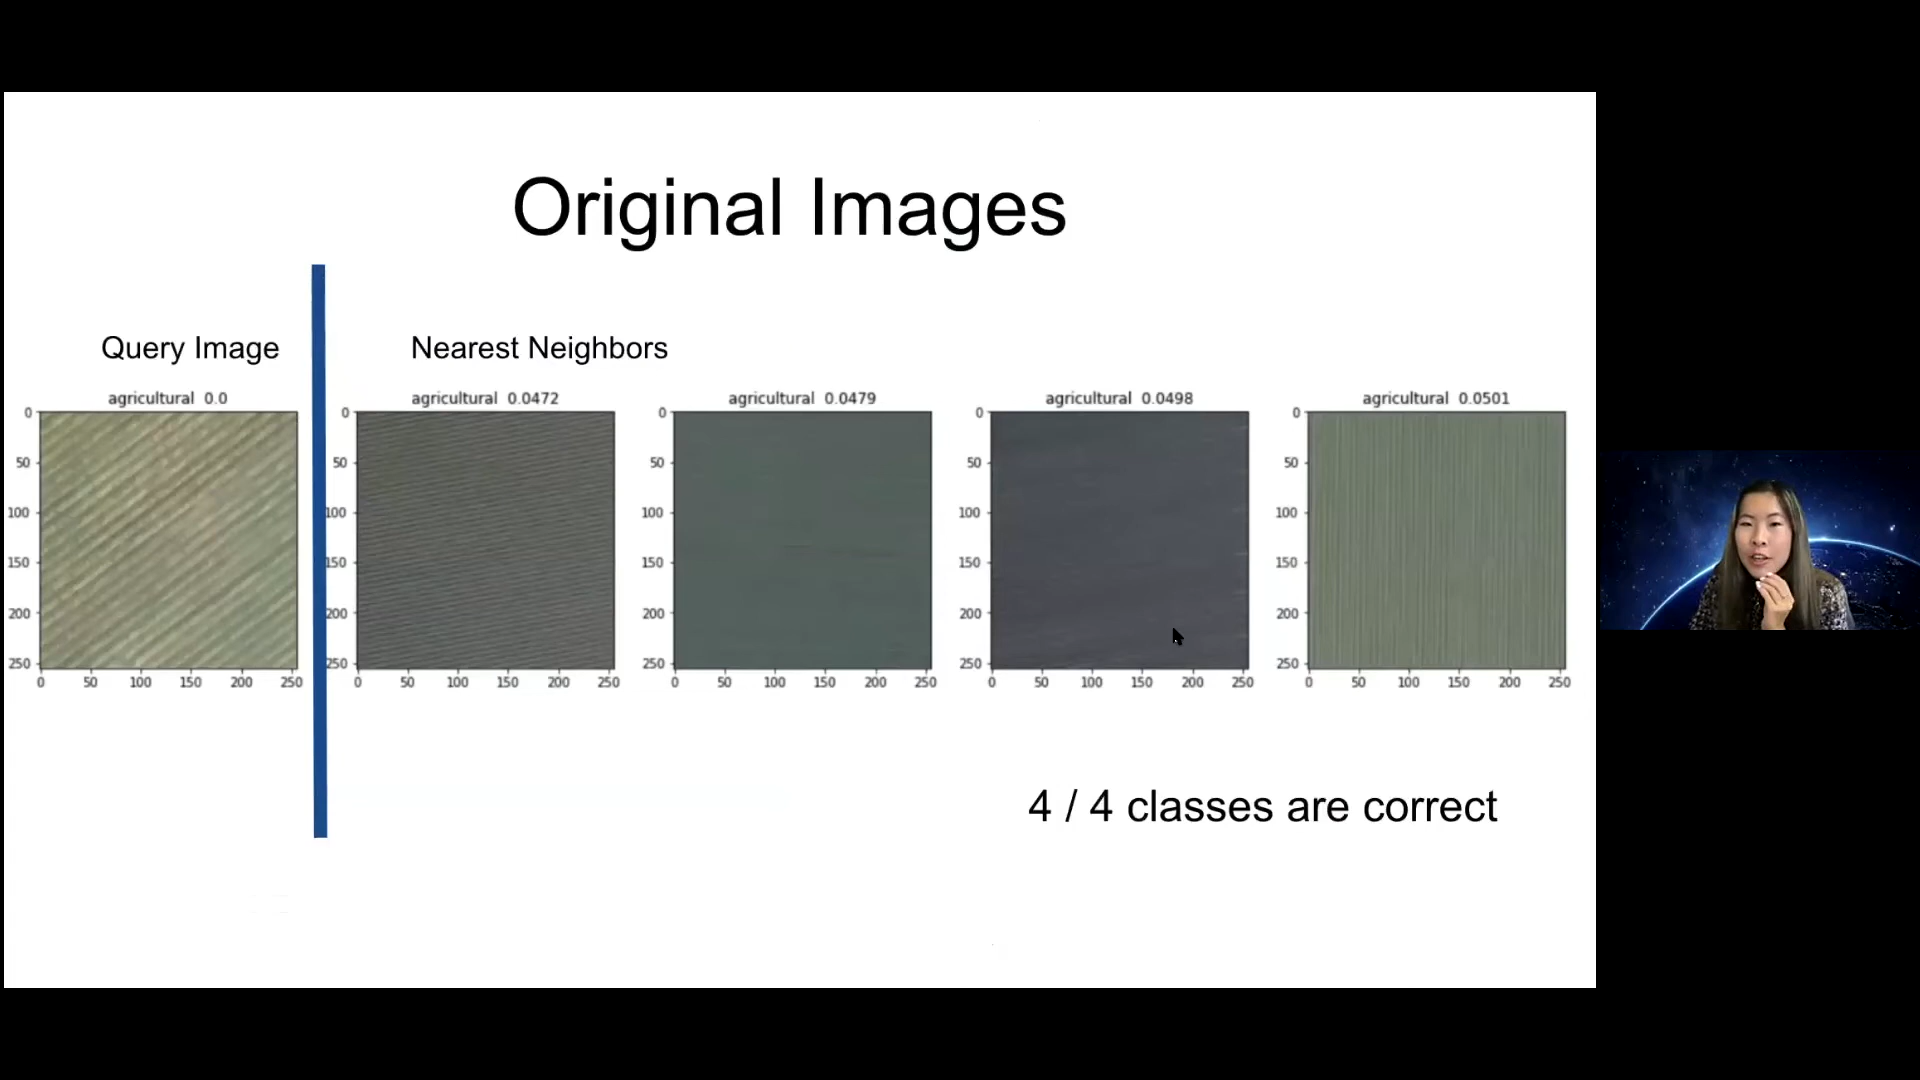 Original Images
Query Image
Nearest Neighbors
agricultural 0.0
agricultural 0.0472
agricultural 0.0479
agricultural 0.0498
agricultural 0.0501
0
50
100
150
200
250
0 50 100 150 200 250
0
50
100
150
200
250
0 50 100 150 200 250
0
50
100
150
200
250
0 50 100 150 200 250
0
50
100
150
200
250
0 50 100 150 200 250
0
50
100
150
200
250
0 50 100 150 200 250
4 / 4 classes are correct